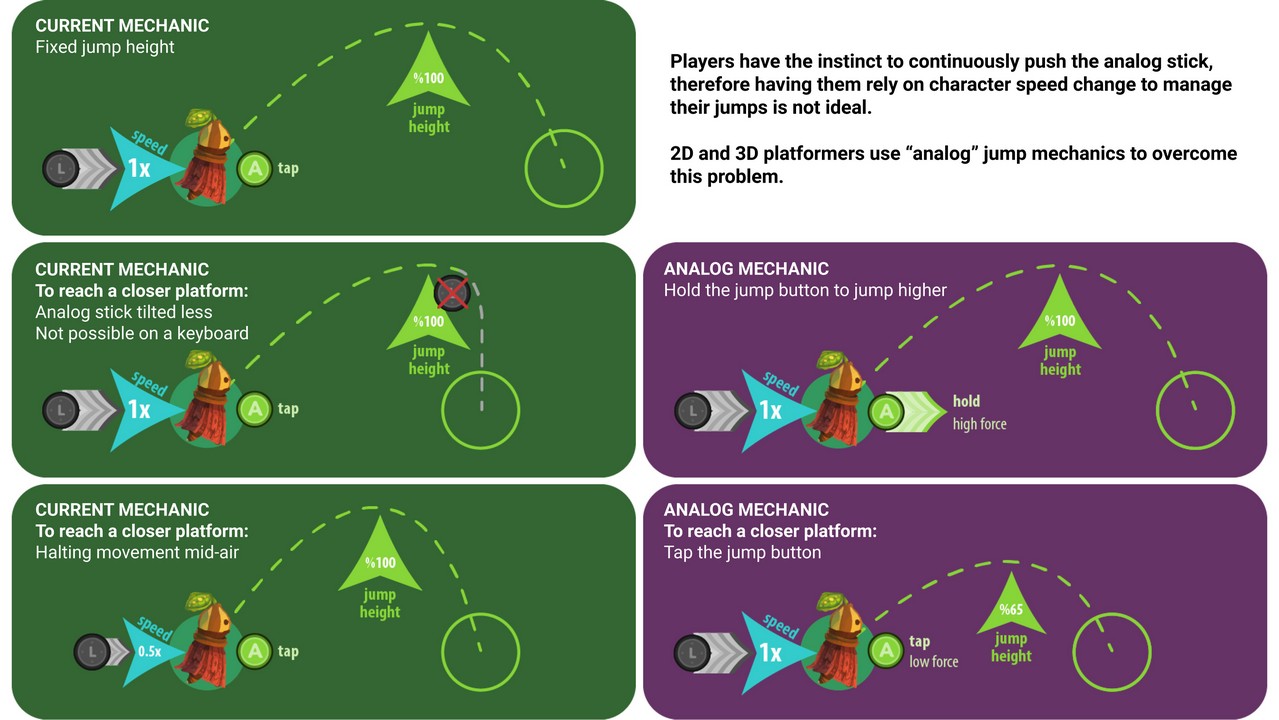 CURRENT MECHANIC
Fixed jump height
%100
jump
height
speed
1x
L
A
tap
Players have the instinct to continuously push the analog stick,
therefore having them rely on character speed change to manage
their jumps is not ideal.
2D and 3D platformers use “analog” jump mechanics to overcome
this problem.
CURRENT MECHANIC
To reach a closer platform:
Analog stick tilted less
Not possible on a keyboard
%100
jump
height
speed
1x
L
A
tap
ANALOG MECHANIC
Hold the jump button to jump higher
%100
jump
height
speed
1x
L
A
hold
high force
CURRENT MECHANIC
To reach a closer platform:
Halting movement mid-air
%100
jump
height
speed
0.5x
L
A
tap
ANALOG MECHANIC
To reach a closer platform:
Tap the jump button
%65
jump
height
speed
1x
L
A
tap
low force